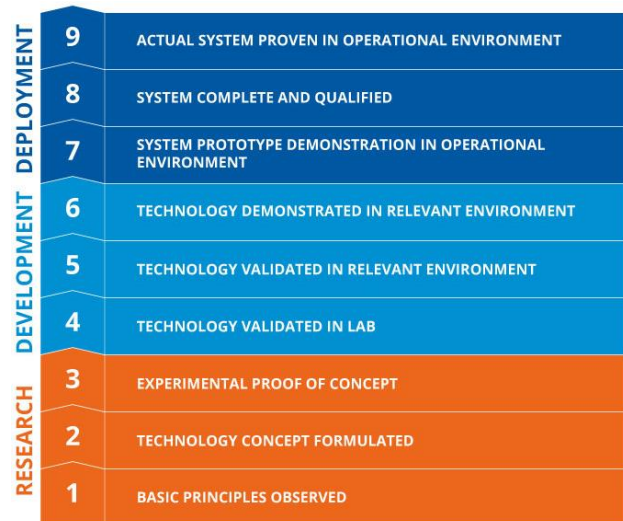 DEPLOYMENT
9 ACTUAL SYSTEM PROVEN IN OPERATIONAL ENVIRONMENT
8 SYSTEM COMPLETE AND QUALIFIED
7 SYSTEM PROTOTYPE DEMONSTRATION IN OPERATIONAL
ENVIRONMENT
DEVELOPMENT
6 TECHNOLOGY DEMONSTRATED IN RELEVANT ENVIRONMENT
5 TECHNOLOGY VALIDATED IN RELEVANT ENVIRONMENT
4 TECHNOLOGY VALIDATED IN LAB
RESEARCH
3 EXPERIMENTAL PROOF OF CONCEPT
2 TECHNOLOGY CONCEPT FORMULATED
1 BASIC PRINCIPLES OBSERVED